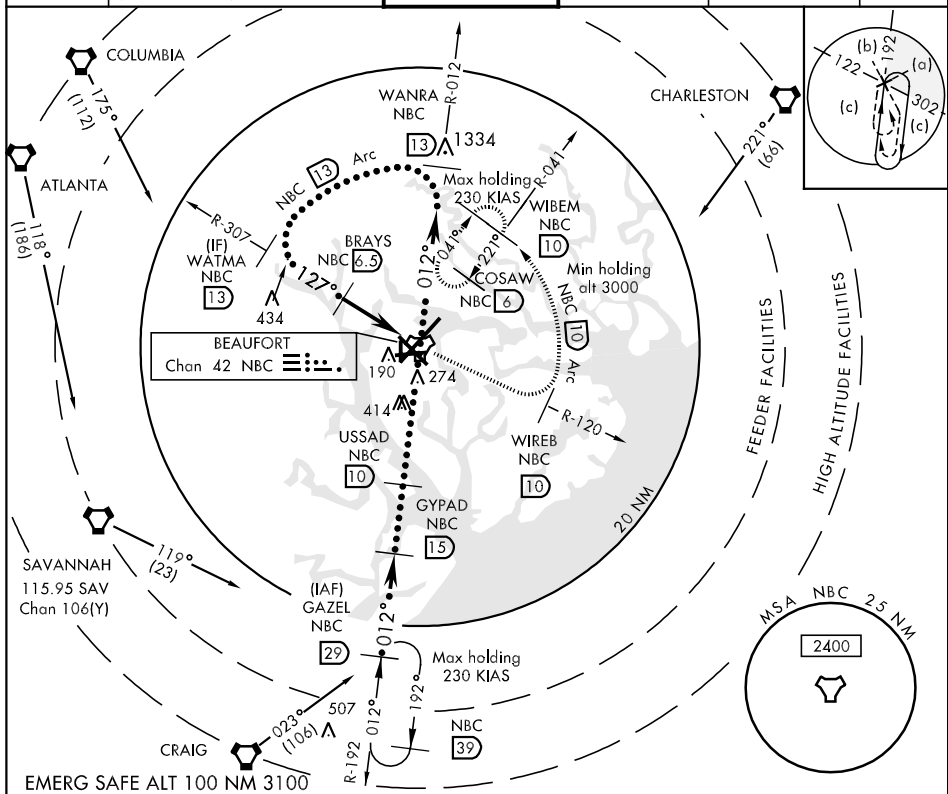 COLUMBIA
175°
(112)
ATLANTA
118°
(186)
WANRA
NBC
13
1334
R-012
CHARLESTON
221°
(66)
(b)
192
(a)
122
302
(c)
(c)
NBC 13 Arc
R-307
(IF)
WATMA
NBC
13
434
127°
BRAYS
NBC 6.5
012°
Max holding
230 KIAS
R-041
041°
221°
WIBEM
NBC
10
COSAW
NBC 6
Min holding
alt 3000
NBC 10 Arc
BEAUFORT
Chan 42 NBC
190
274
414
R-120
WIREB
NBC
10
USSAD
NBC
10
GYPAD
NBC
15
20 NM
FEEDER FACILITIES
HIGH ALTITUDE FACILITIES
SAVANNAH
115.95 SAV
Chan 106(Y)
119°
(23)
(IAF)
GAZEL
NBC
29
012°
Max holding
230 KIAS
012°
192°
NBC
39
R-192
507
023°
(106)
CRAIG
MSA NBC 25 NM
2400
EMERG SAFE ALT 100 NM 3100